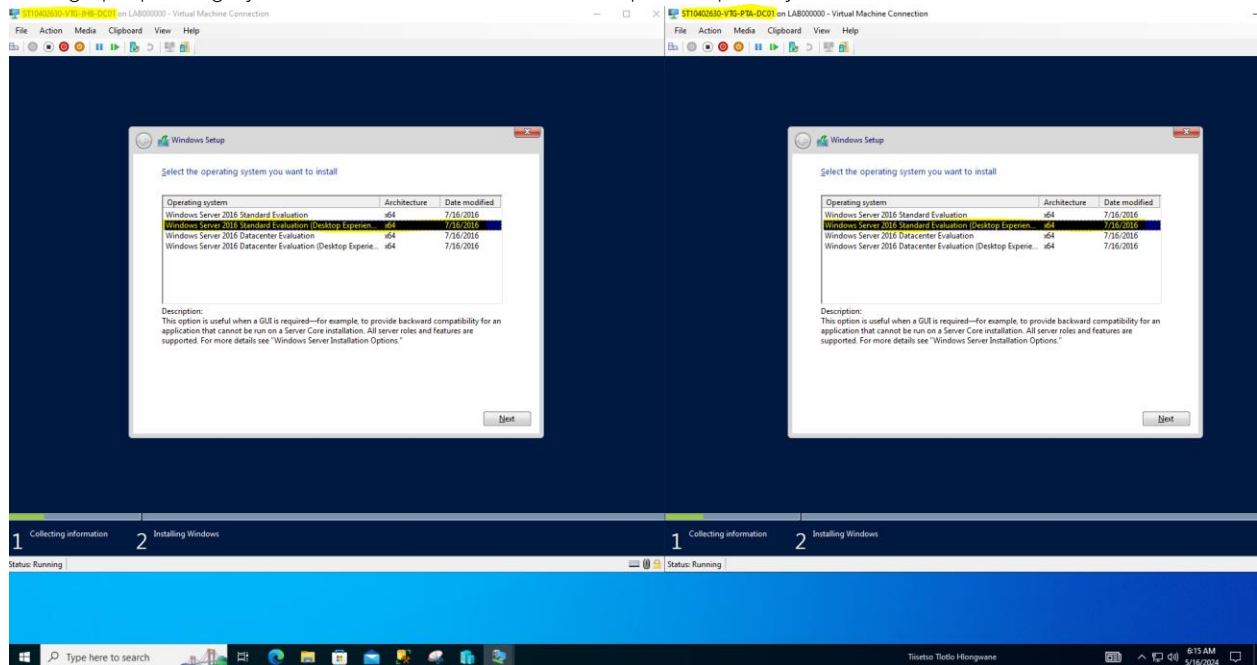 ST10402630-VTG-JHB-DC01 on LAB000000 - Virtual Machine Connection
File Action Media Clipboard View Help
Windows Setup
Select the operating system you want to install
Operating system Architecture Date modified
Windows Server 2016 Standard Evaluation x64 7/16/2016
Windows Server 2016 Standard Evaluation (Desktop Experien... x64 7/16/2016
Windows Server 2016 Datacenter Evaluation x64 7/16/2016
Windows Server 2016 Datacenter Evaluation (Desktop Experie... x64 7/16/2016
Description:
This option is useful when a GUI is required—for example, to provide backward compatibility for an
application that cannot be run on a Server Core installation. All server roles and features are
supported. For more details see "Windows Server Installation Options."
Next
1 Collecting information 2 Installing Windows
Status: Running
ST10402630-VTG-PTA-DC01 on LAB000000 - Virtual Machine Connection
File Action Media Clipboard View Help
Windows Setup
Select the operating system you want to install
Operating system Architecture Date modified
Windows Server 2016 Standard Evaluation x64 7/16/2016
Windows Server 2016 Standard Evaluation (Desktop Experien... x64 7/16/2016
Windows Server 2016 Datacenter Evaluation x64 7/16/2016
Windows Server 2016 Datacenter Evaluation (Desktop Experie... x64 7/16/2016
Description:
This option is useful when a GUI is required—for example, to provide backward compatibility for an
application that cannot be run on a Server Core installation. All server roles and features are
supported. For more details see "Windows Server Installation Options."
Next
1 Collecting information 2 Installing Windows
Status: Running
Type here to search
Tiisetso Tlotlo Hlongwane
6:15 AM
5/16/2024